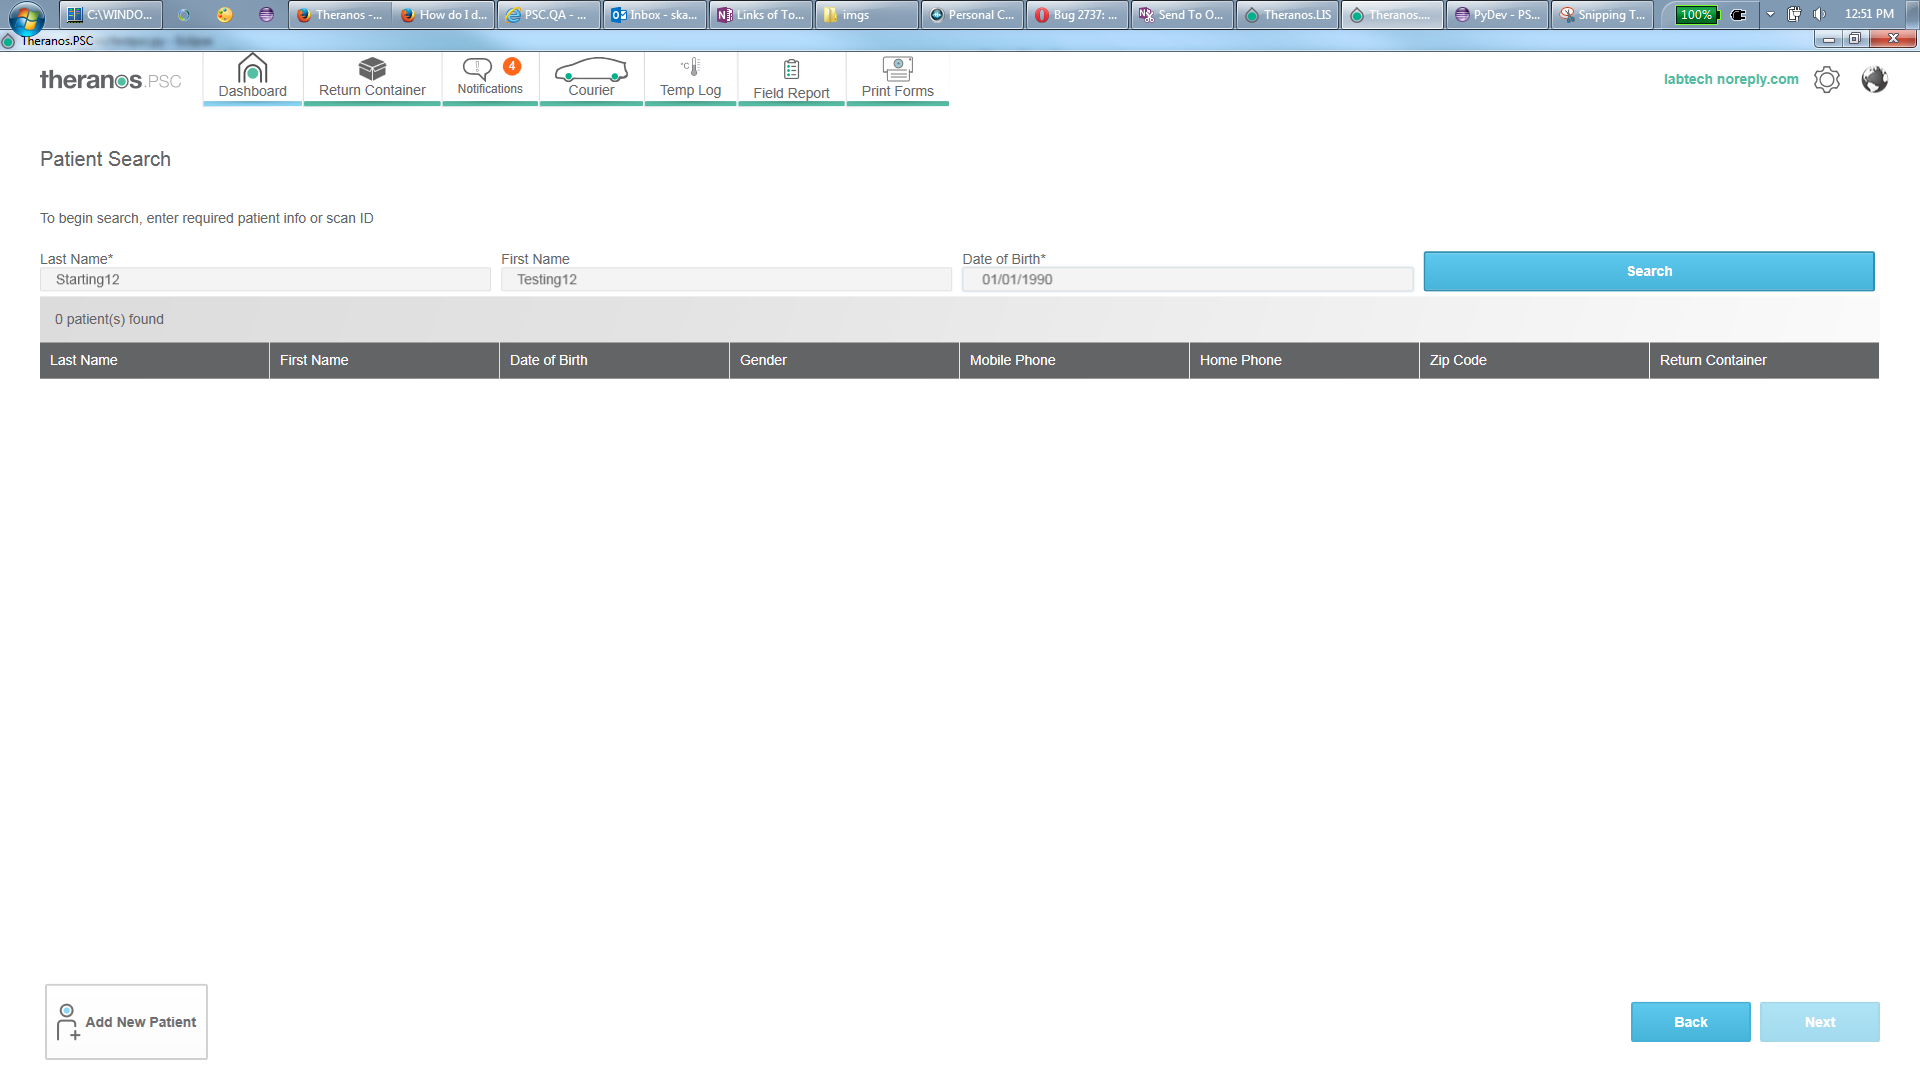 C:\WINDO...
Theranos -...
How do I d...
PSC.QA - ...
Inbox - ska...
Links of To...
imgs
Personal C...
Bug 2737: ...
Send To O...
Theranos.LIS
Theranos....
PyDev - PS...
Snipping T...
100%
12:51 PM
Theranos.PSC
theranos.PSC
Dashboard
Return Container
Notifications
4
Courier
°C
Temp Log
Field Report
Print Forms
labtech noreply.com
Patient Search
To begin search, enter required patient info or scan ID
Last Name*
First Name
Date of Birth*
Starting12
Testing12
01/01/1990
Search
0 patient(s) found
Last Name
First Name
Date of Birth
Gender
Mobile Phone
Home Phone
Zip Code
Return Container
Add New Patient
Back
Next